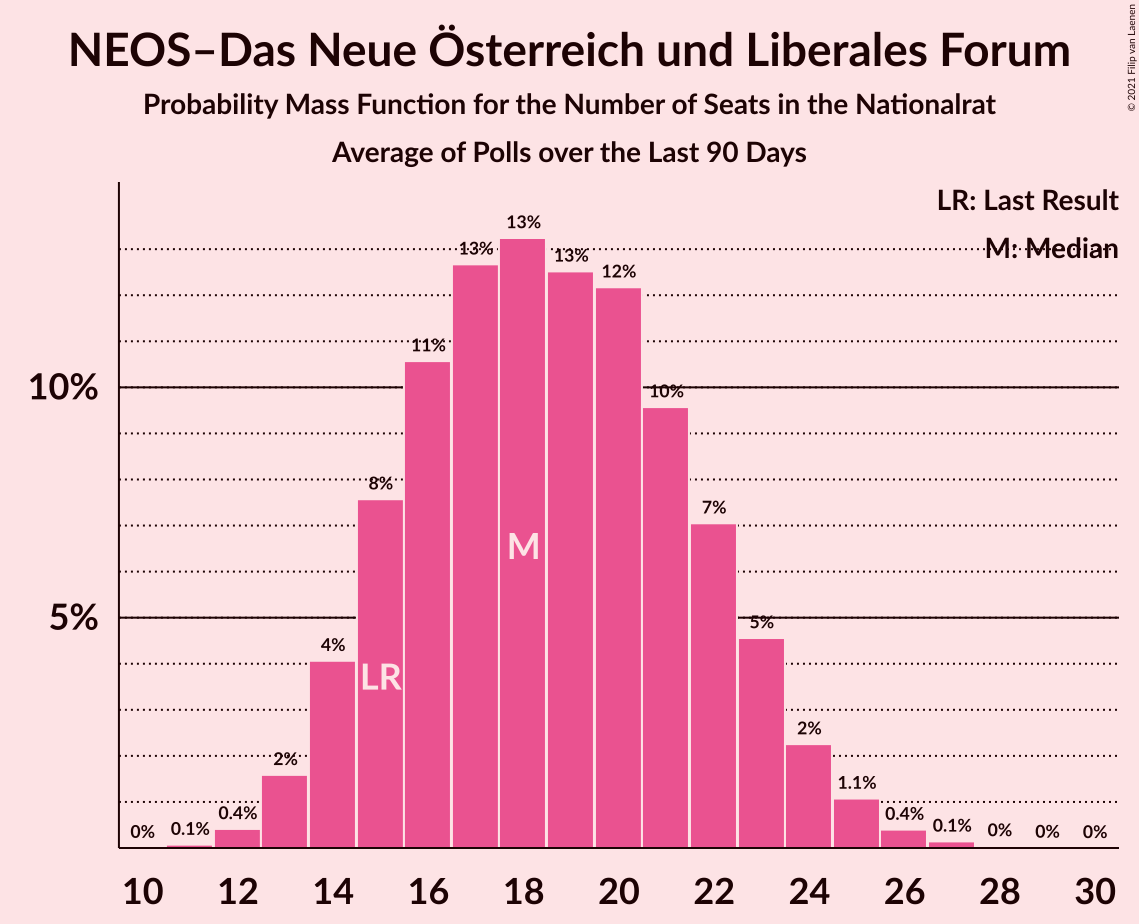 NEOS–Das Neue Österreich und Liberales Forum
Probability Mass Function for the Number of Seats in the Nationalrat
Average of Polls over the Last 90 Days
© 2021 Filip van Laenen
LR: Last Result
M: Median
10%
5%
0%
0.1%
0.4%
2%
4%
8%
11%
13%
13%
13%
12%
10%
7%
5%
2%
1.1%
0.4%
0.1%
0%
0%
0%
LR
M
10 12 14 16 18 20 22 24 26 28 30